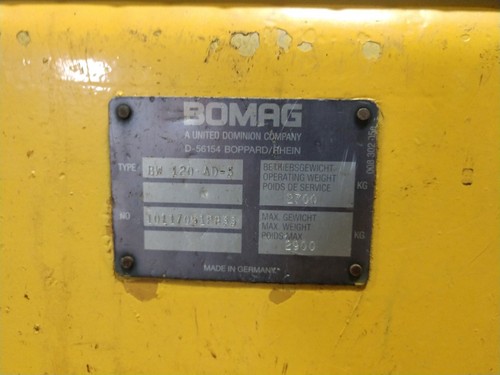 BOMAG
A UNITED DOMINION COMPANY
D-56154 BOPPARD/RHEIN
TYPE BW 120 AD-3
BETRIEBSGEWICHT
OPERATING WEIGHT
POIDS DE SERVICE
2700 KG
NO
MAX. GEWICHT
MAX. WEIGHT
POIDS MAX.
2900 KG
MADE IN GERMANY